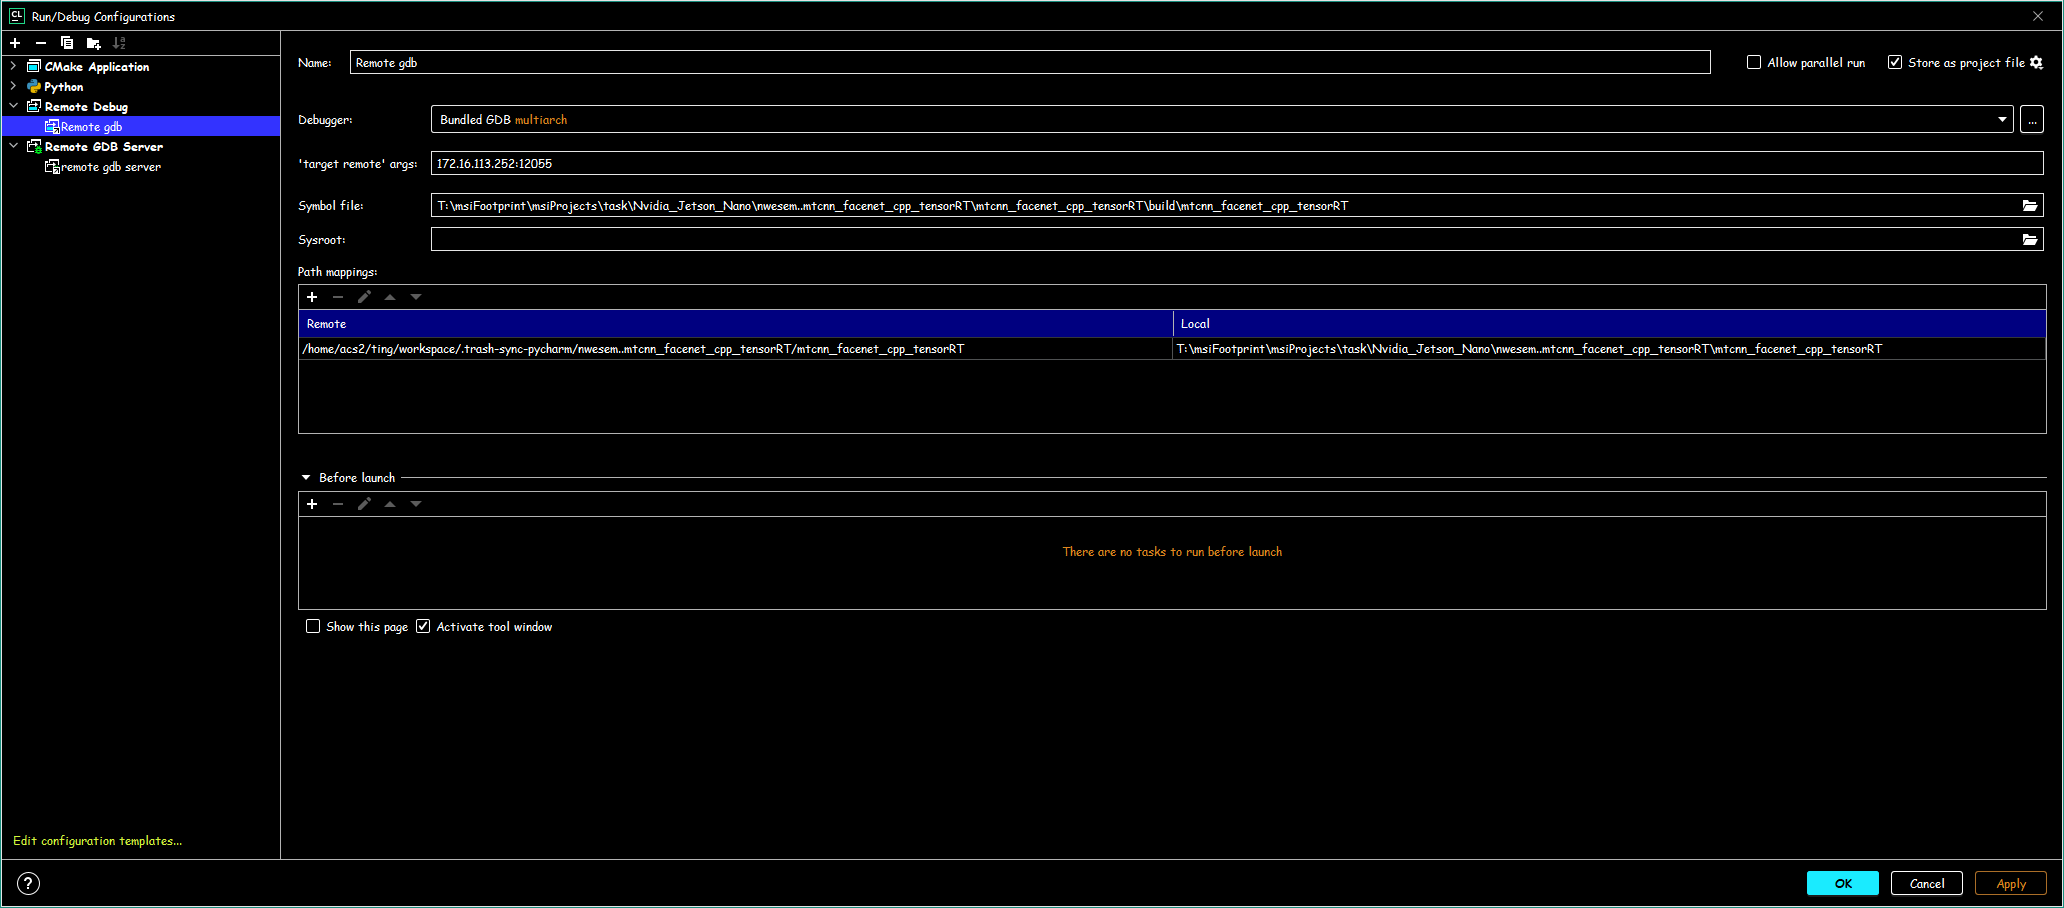 CL Run/Debug Configurations
CMake Application
Python
Remote Debug
Remote gdb
Remote GDB Server
remote gdb server
Edit configuration templates...
Name: Remote gdb
Allow parallel run
Store as project file
Debugger: Bundled GDB multiarch
...
'target remote' args: 172.16.113.252:12055
Symbol file: T:\msiFootprint\msiProjects\task\Nvidia_Jetson_Nano\nwesem..mtcnn_facenet_cpp_tensorRT\mtcnn_facenet_cpp_tensorRT\build\mtcnn_facenet_cpp_tensorRT
Sysroot:
Path mappings:
Remote Local
/home/acs2/ting/workspace/.trash-sync-pycharm/nwesem..mtcnn_facenet_cpp_tensorRT/mtcnn_facenet_cpp_tensorRT T:\msiFootprint\msiProjects\task\Nvidia_Jetson_Nano\nwesem..mtcnn_facenet_cpp_tensorRT\mtcnn_facenet_cpp_tensorRT
Before launch
There are no tasks to run before launch
Show this page Activate tool window
? OK Cancel Apply